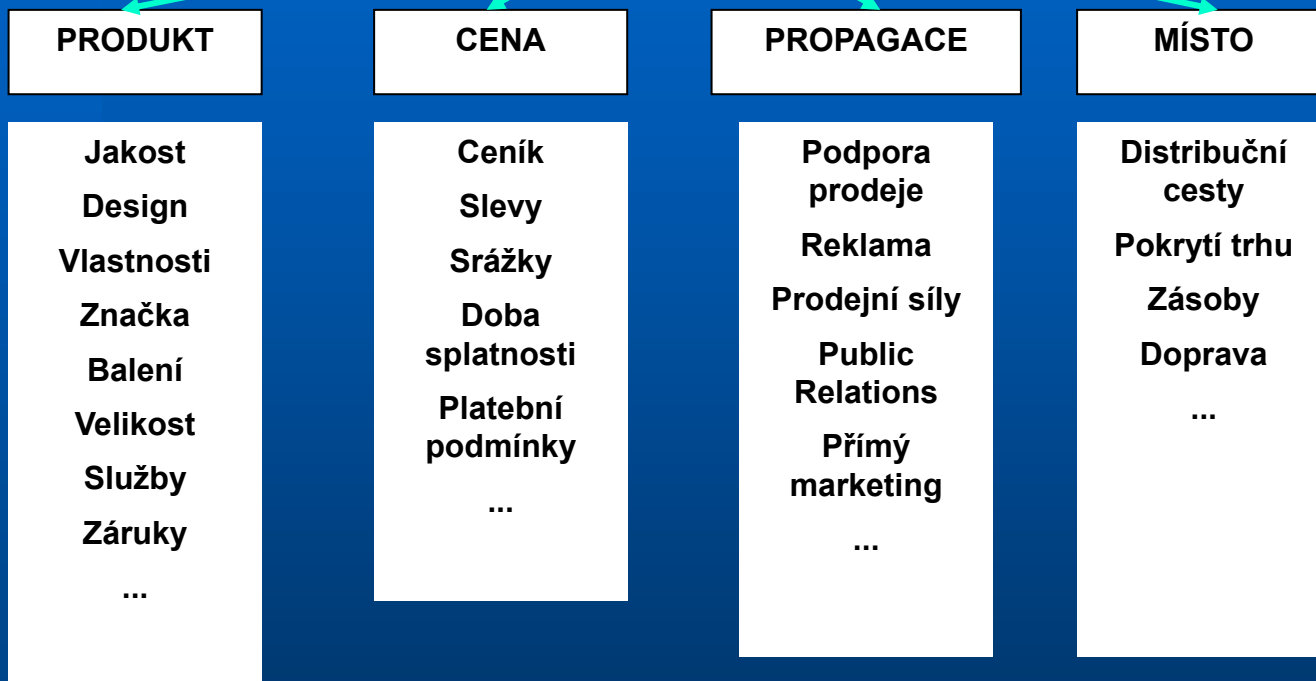 PRODUKT
Jakost
Design
Vlastnosti
Značka
Balení
Velikost
Služby
Záruky
...
CENA
Ceník
Slevy
Srážky
Doba
splatnosti
Platební
podmínky
...
PROPAGACE
Podpora
prodeje
Reklama
Prodejní síly
Public
Relations
Přímý
marketing
...
MÍSTO
Distribuční
cesty
Pokrytí trhu
Zásoby
Doprava
...